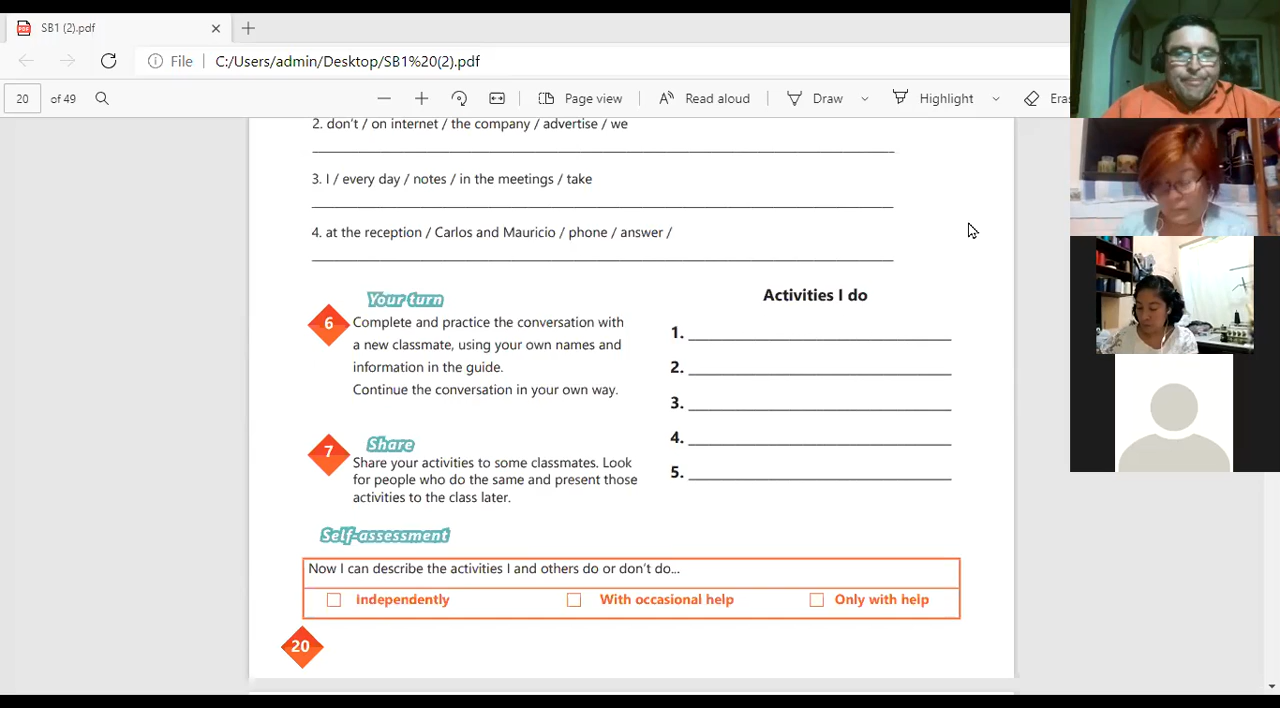 SB1 (2).pdf
File
C:/Users/admin/Desktop/SB1%20(2).pdf
20 of 49
Page view
Read aloud
Draw
Highlight
Eras
2. don't / on internet / the company / advertise / we
3. I / every day / notes / in the meetings / take
4. at the reception / Carlos and Mauricio / phone / answer /
6
Your turn
Complete and practice the conversation with
a new classmate, using your own names and
information in the guide.
Continue the conversation in your own way.
7
Share
Share your activities to some classmates. Look
for people who do the same and present those
activities to the class later.
Activities I do
1.
2.
3.
4.
5.
Self-assessment
Now I can describe the activities I and others do or don't do...
Independently
With occasional help
Only with help
20